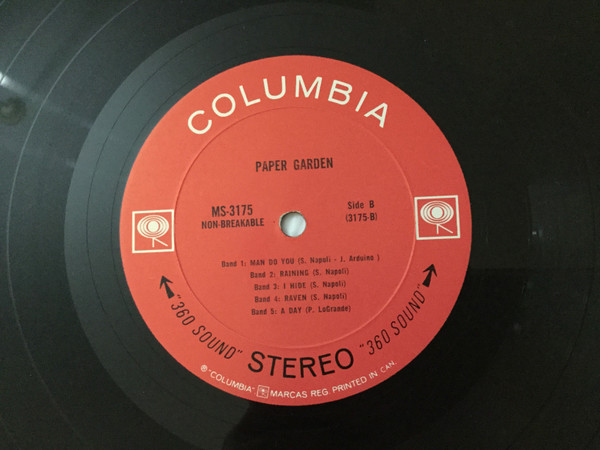 COLUMBIA
PAPER GARDEN
MS-3175
NON-BREAKABLE
Side B
(3175-B)
Band 1: MAN DO YOU (S. Napoli - J. Arduino )
Band 2: RAINING (S. Napoli)
Band 3: I HIDE (S. Napoli)
Band 4: RAVEN (S. Napoli)
Band 5: A DAY (P. LoGrande)
"360 SOUND" STEREO "360 SOUND"
℗ "COLUMBIA" MARCAS REG. PRINTED IN CAN.